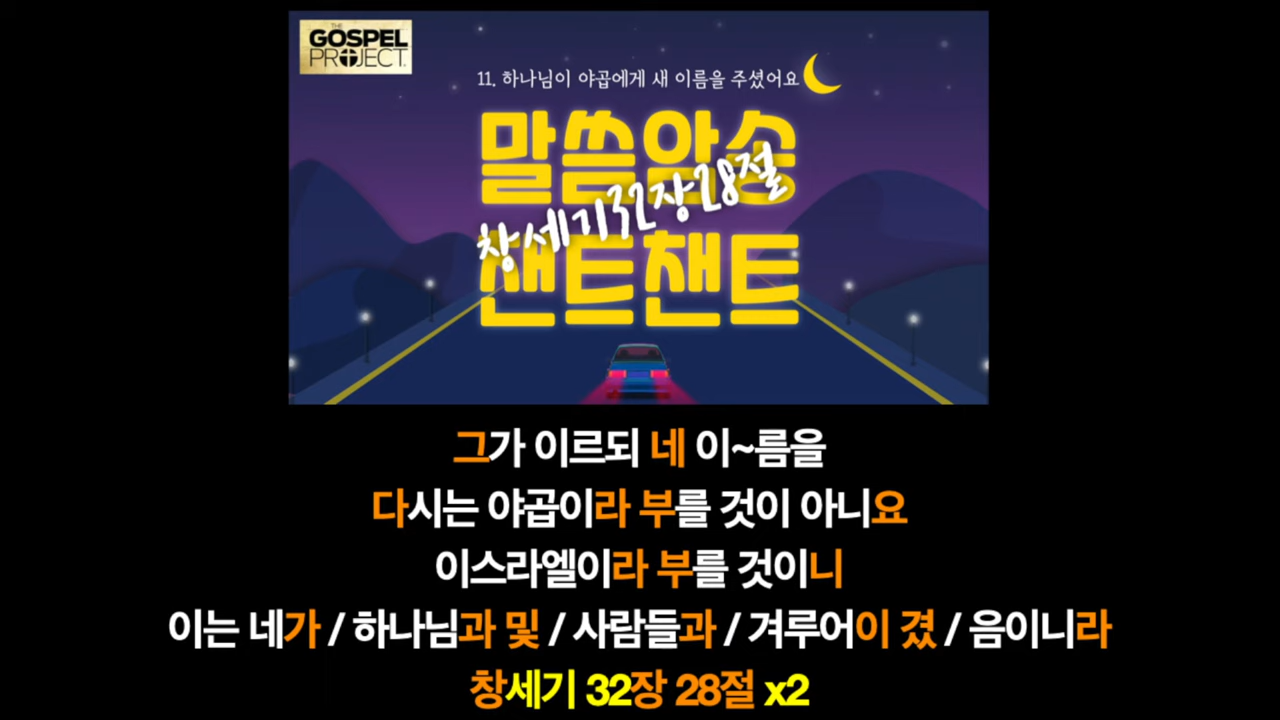 THE
GOSPEL
PROJECT
11. 하나님이 야곱에게 새 이름을 주셨어요
말씀암송
창세기32장28절
챈트챈트
그가 이르되 네 이~름을
다시는 야곱이라 부를 것이 아니요
이스라엘이라 부를 것이니
이는 네가 / 하나님과 및 / 사람들과 / 겨루어이 겼 / 음이니라
창세기 32장 28절 x2